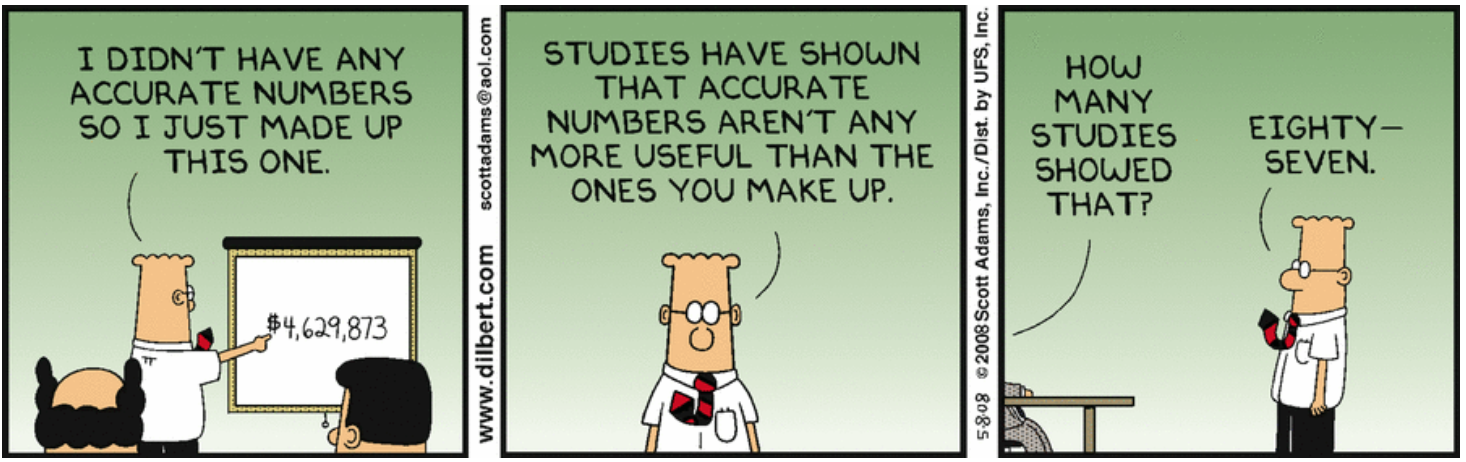 I DIDN'T HAVE ANY
ACCURATE NUMBERS
SO I JUST MADE UP
THIS ONE.
$4,629,873
www.dilbert.com scottadams@aol.com
STUDIES HAVE SHOWN
THAT ACCURATE
NUMBERS AREN'T ANY
MORE USEFUL THAN THE
ONES YOU MAKE UP.
5-8-08 ©2008 Scott Adams, Inc./Dist. by UFS, Inc.
HOW
MANY
STUDIES
SHOWED
THAT?
EIGHTY–
SEVEN.